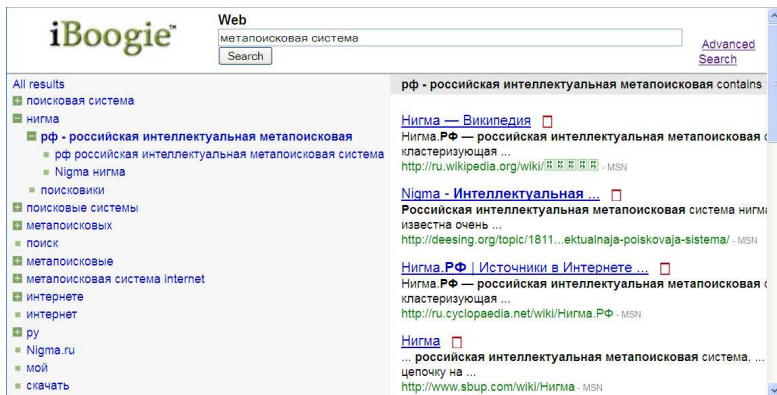 iBoogie™
Web
метапоисковая система
Search
Advanced
Search
All results
поисковая система
нигма
рф - российская интеллектуальная метапоисковая
рф российская интеллектуальная метапоисковая система
Nigma нигма
поисковики
поисковые системы
метапоисковых
поиск
метапоисковые
метапоисковая система internet
интернете
интернет
ру
Nigma.ru
мой
скачать
рф - российская интеллектуальная метапоисковая contains
Нигма — Википедия
Нигма.РФ — российская интеллектуальная метапоисковая
кластеризующая ...
http://ru.wikipedia.org/wiki/ - MSN
Nigma - Интеллектуальная ...
Российская интеллектуальная метапоисковая система нигма
известна очень ...
http://deesing.org/topic/1811...ektualnaja-poiskovaja-sistema/ - MSN
Нигма.РФ | Источники в Интернете ...
Нигма.РФ — российская интеллектуальная метапоисковая
кластеризующая ...
http://ru.cyclopaedia.net/wiki/Нигма.РФ - MSN
Нигма
... российская интеллектуальная метапоисковая система, ...
цепочку на ...
http://www.sbup.com/wiki/Нигма - MSN